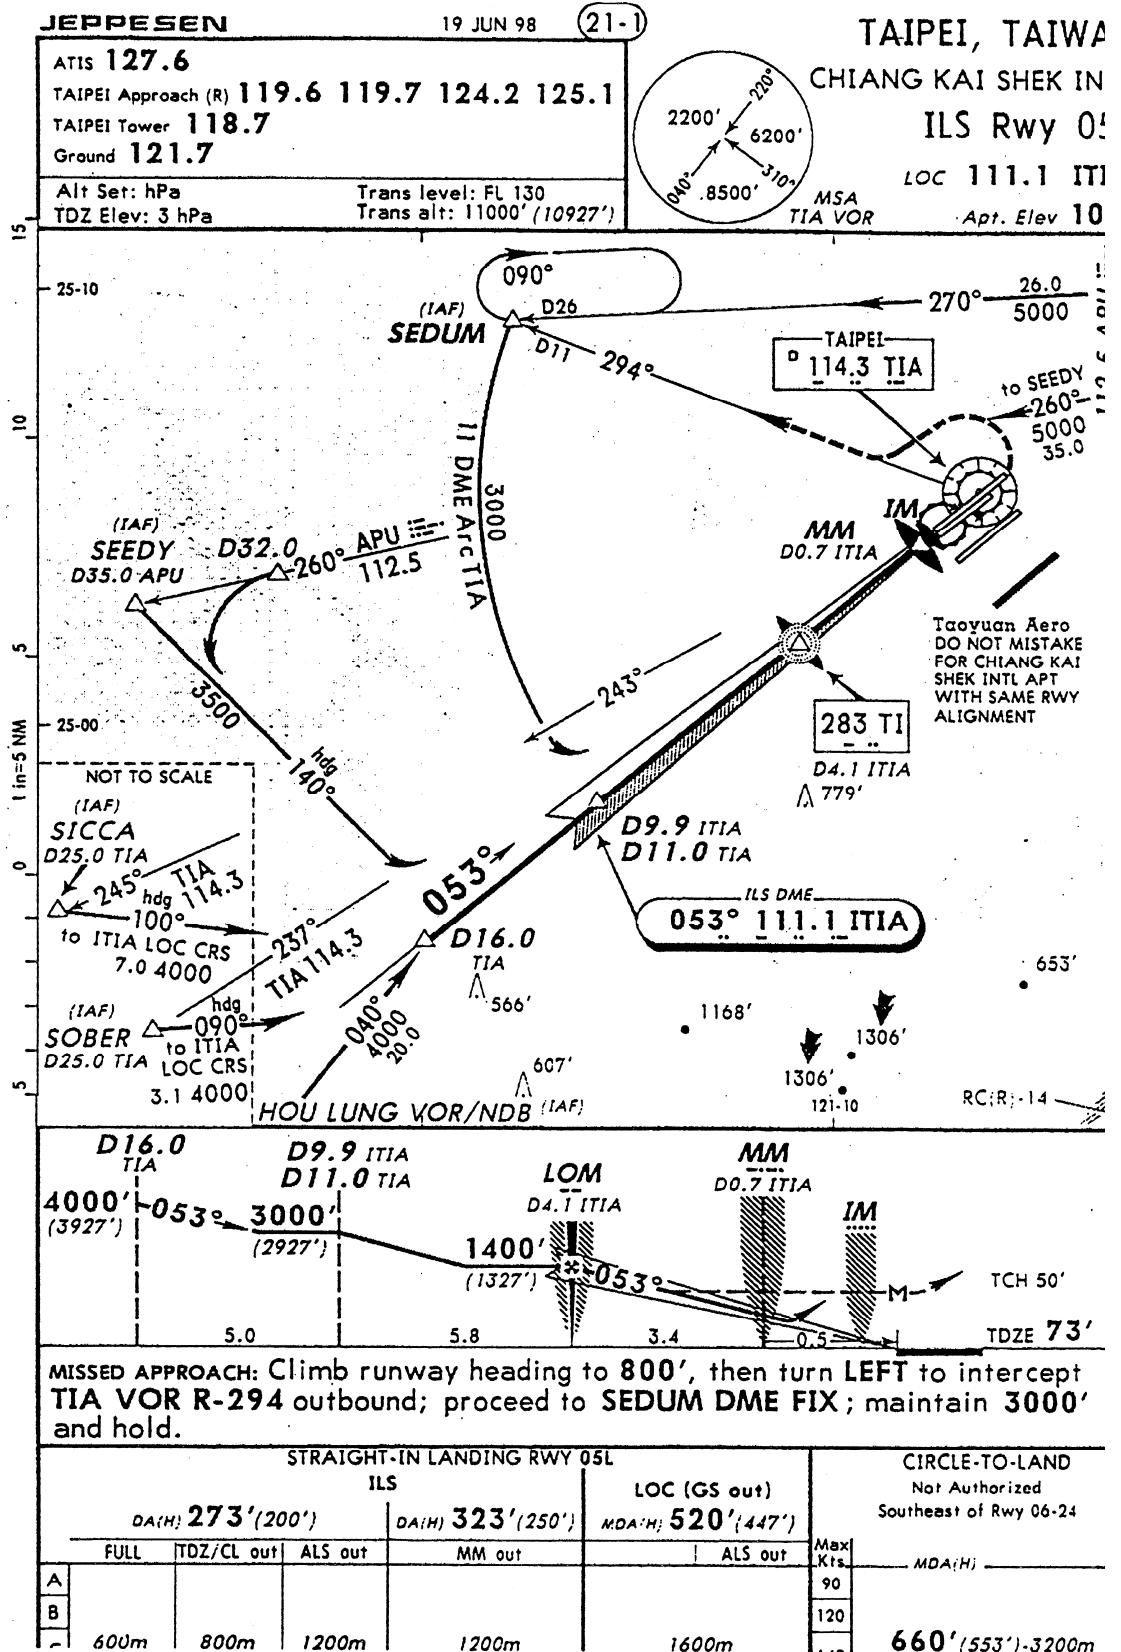 JEPPESEN 19 JUN 98 21-1
TAIPEI, TAIWA
CHIANG KAI SHEK IN
ILS Rwy 05
LOC 111.1 ITI
Apt. Elev 10
ATIS 127.6
TAIPEI Approach (R) 119.6 119.7 124.2 125.1
TAIPEI Tower 118.7
Ground 121.7
Alt Set: hPa Trans level: FL 130
TDZ Elev: 3 hPa Trans alt: 11000' (10927')
220°
2200'
6200'
040°
310°
8500'
MSA
TIA VOR
15
25-10
090°
(IAF)
SEDUM
D26
270° 26.0
5000
D11
294°
TAIPEI
D 114.3 TIA
to SEEDY
260°
5000
35.0
10
11 DME Arc TIA
3000
IM
MM
D0.7 ITIA
(IAF)
SEEDY
D35.0 APU
D32.0
260° APU
112.5
Taoyuan Aero
DO NOT MISTAKE
FOR CHIANG KAI
SHEK INTL APT
WITH SAME RWY
ALIGNMENT
5
243°
3500
25-00
283 TI
D4.1 ITIA
779'
hdg
140°
1 in=5 NM
NOT TO SCALE
(IAF)
SICCA
D25.0 TIA
245° TIA
114.3
hdg
100°
to ITIA LOC CRS
7.0 4000
0
D9.9 ITIA
D11.0 TIA
053°
ILS DME
053° 111.1 ITIA
237°
TIA 114.3
D16.0
TIA
566'
653'
1168'
1306'
1306'
121-10
(IAF)
SOBER
D25.0 TIA
hdg
090°
to ITIA
LOC CRS
3.1 4000
040°
4000
20.0
607'
5
HOU LUNG VOR/NDB (IAF)
RC(R)-14
D16.0
TIA
D9.9 ITIA
D11.0 TIA
LOM
D4.1 ITIA
MM
D0.7 ITIA
IM
4000'
(3927')
053°
3000'
(2927')
1400'
(1327')
053°
M
TCH 50'
TDZE 73'
5.0 5.8 3.4 0.5
MISSED APPROACH: Climb runway heading to 800', then turn LEFT to intercept
TIA VOR R-294 outbound; proceed to SEDUM DME FIX; maintain 3000'
and hold.
STRAIGHT-IN LANDING RWY 05L
ILS
LOC (GS out)
DA(H) 273'(200') DA(H) 323'(250') MDA(H) 520'(447')
FULL TDZ/CL out ALS out MM out ALS out
A
B
600m 800m 1200m 1200m 1600m
CIRCLE-TO-LAND
Not Authorized
Southeast of Rwy 06-24
Max
Kts
MDA(H)
90
120
660'(553')-3200m